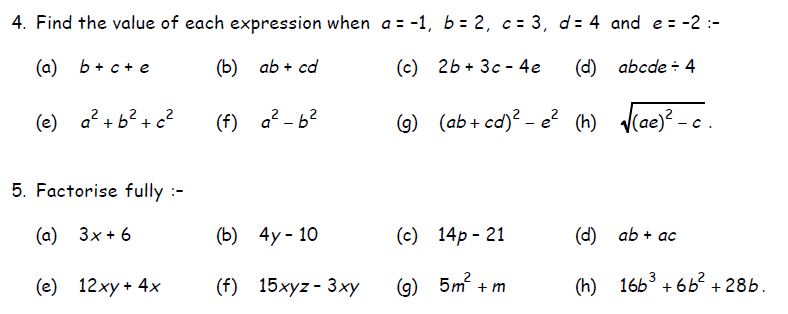 4. Find the value of each expression when a = -1, b = 2, c = 3, d = 4 and e = -2 :-
(a) b + c + e (b) ab + cd (c) 2b + 3c - 4e (d) abcde ÷ 4
(e) a² + b² + c² (f) a² – b² (g) (ab + cd)² – e² (h) √((ae)² – c) .
5. Factorise fully :-
(a) 3x + 6 (b) 4y - 10 (c) 14p - 21 (d) ab + ac
(e) 12xy + 4x (f) 15xyz - 3xy (g) 5m² + m (h) 16b³ + 6b² + 28b .